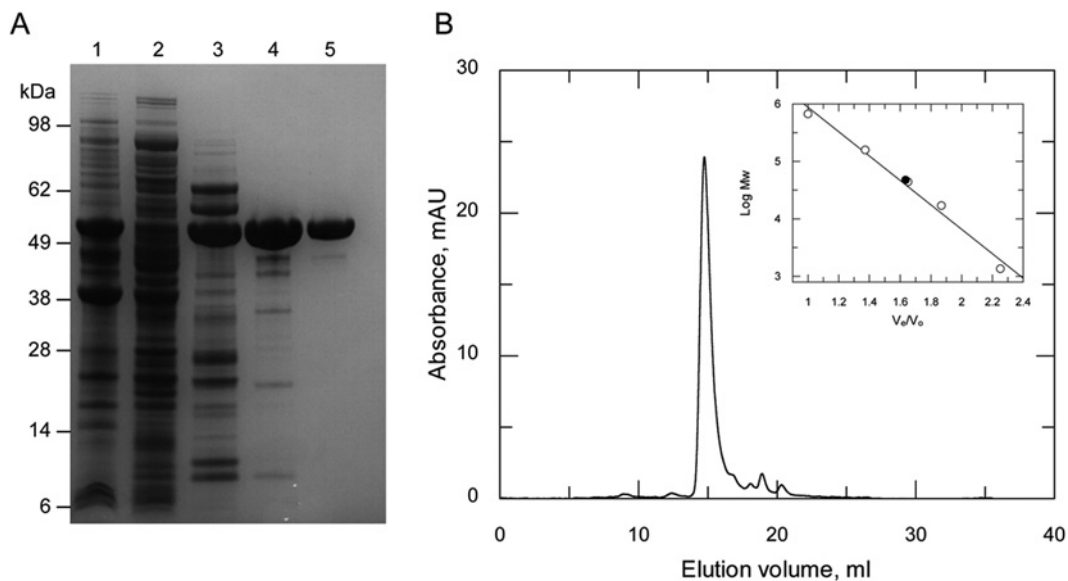 A
1 2 3 4 5
kDa
98
62
49
38
28
14
6
B
30
20
10
0
Absorbance, mAU
0 10 20 30 40
Elution volume, ml
6
5
4
3
Log Mw
1 1.2 1.4 1.6 1.8 2 2.2 2.4
Ve/Vo